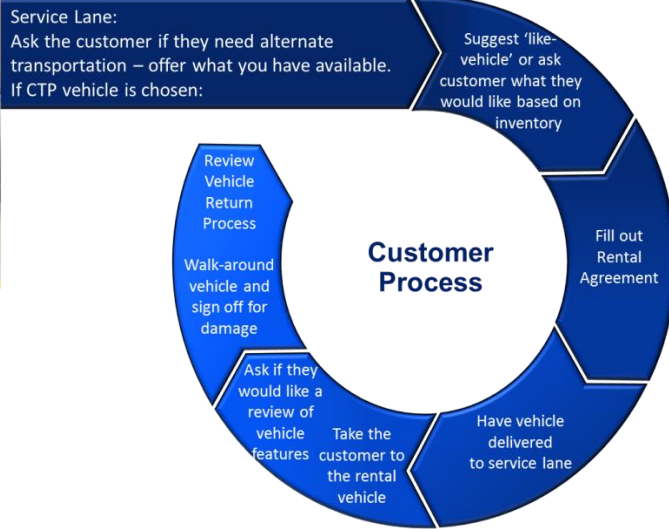 Service Lane:
Ask the customer if they need alternate
transportation – offer what you have available.
If CTP vehicle is chosen:
Suggest ‘like-
vehicle’ or ask
customer what they
would like based on
inventory
Fill out
Rental
Agreement
Have vehicle
delivered
to service lane
Take the
customer to
the rental
vehicle
Ask if they
would like a
review of
vehicle
features
Walk-around
vehicle and
sign off for
damage
Review
Vehicle
Return
Process
Customer
Process